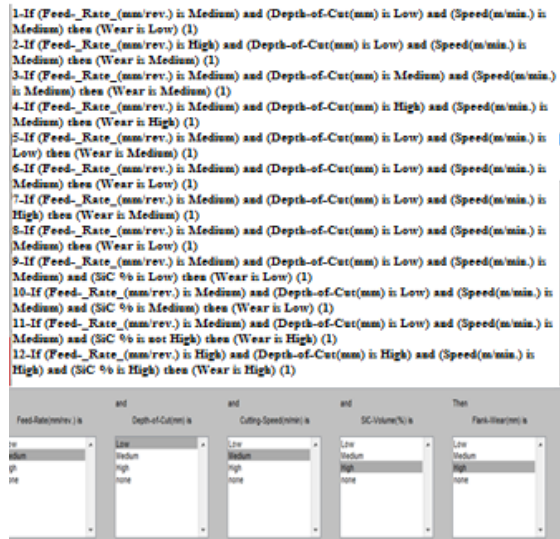 1-If (Feed-_Rate_(mm/rev.) is Medium) and (Depth-of-Cut(mm) is Low) and (Speed(m/min.) is
Medium) then (Wear is Low) (1)
2-If (Feed-_Rate_(mm/rev.) is High) and (Depth-of-Cut(mm) is Low) and (Speed(m/min.) is
Medium) then (Wear is Medium) (1)
3-If (Feed-_Rate_(mm/rev.) is Medium) and (Depth-of-Cut(mm) is Medium) and (Speed(m/min.)
is Medium) then (Wear is Medium) (1)
4-If (Feed-_Rate_(mm/rev.) is Medium) and (Depth-of-Cut(mm) is High) and (Speed(m/min.) is
Medium) then (Wear is High) (1)
5-If (Feed-_Rate_(mm/rev.) is Medium) and (Depth-of-Cut(mm) is Low) and (Speed(m/min.) is
Low) then (Wear is Medium) (1)
6-If (Feed-_Rate_(mm/rev.) is Medium) and (Depth-of-Cut(mm) is Low) and (Speed(m/min.) is
Medium) then (Wear is Low) (1)
7-If (Feed-_Rate_(mm/rev.) is Medium) and (Depth-of-Cut(mm) is Low) and (Speed(m/min.) is
High) then (Wear is Medium) (1)
8-If (Feed-_Rate_(mm/rev.) is Medium) and (Depth-of-Cut(mm) is Low) and (Speed(m/min.) is
Medium) then (Wear is Low) (1)
9-If (Feed-_Rate_(mm/rev.) is Medium) and (Depth-of-Cut(mm) is Low) and (Speed(m/min.) is
Medium) and (SiC % is Low) then (Wear is Low) (1)
10-If (Feed-_Rate_(mm/rev.) is Medium) and (Depth-of-Cut(mm) is Low) and (Speed(m/min.) is
Medium) and (SiC % is Medium) then (Wear is Low) (1)
11-If (Feed-_Rate_(mm/rev.) is Medium) and (Depth-of-Cut(mm) is Low) and (Speed(m/min.) is
Medium) and (SiC % is not High) then (Wear is High) (1)
12-If (Feed-_Rate_(mm/rev.) is High) and (Depth-of-Cut(mm) is High) and (Speed(m/min.) is
High) and (SiC % is High) then (Wear is High) (1)
and and and Then
Feed-Rate(mm/rev.) is Depth-of-Cut(mm) is Cutting-Speed(m/min) is SiC-Volume(%) is Flank-Wear(mm) is
ow Low Low Low Low
edium Medium Medium Medium Medium
igh High High High High
one none none none none